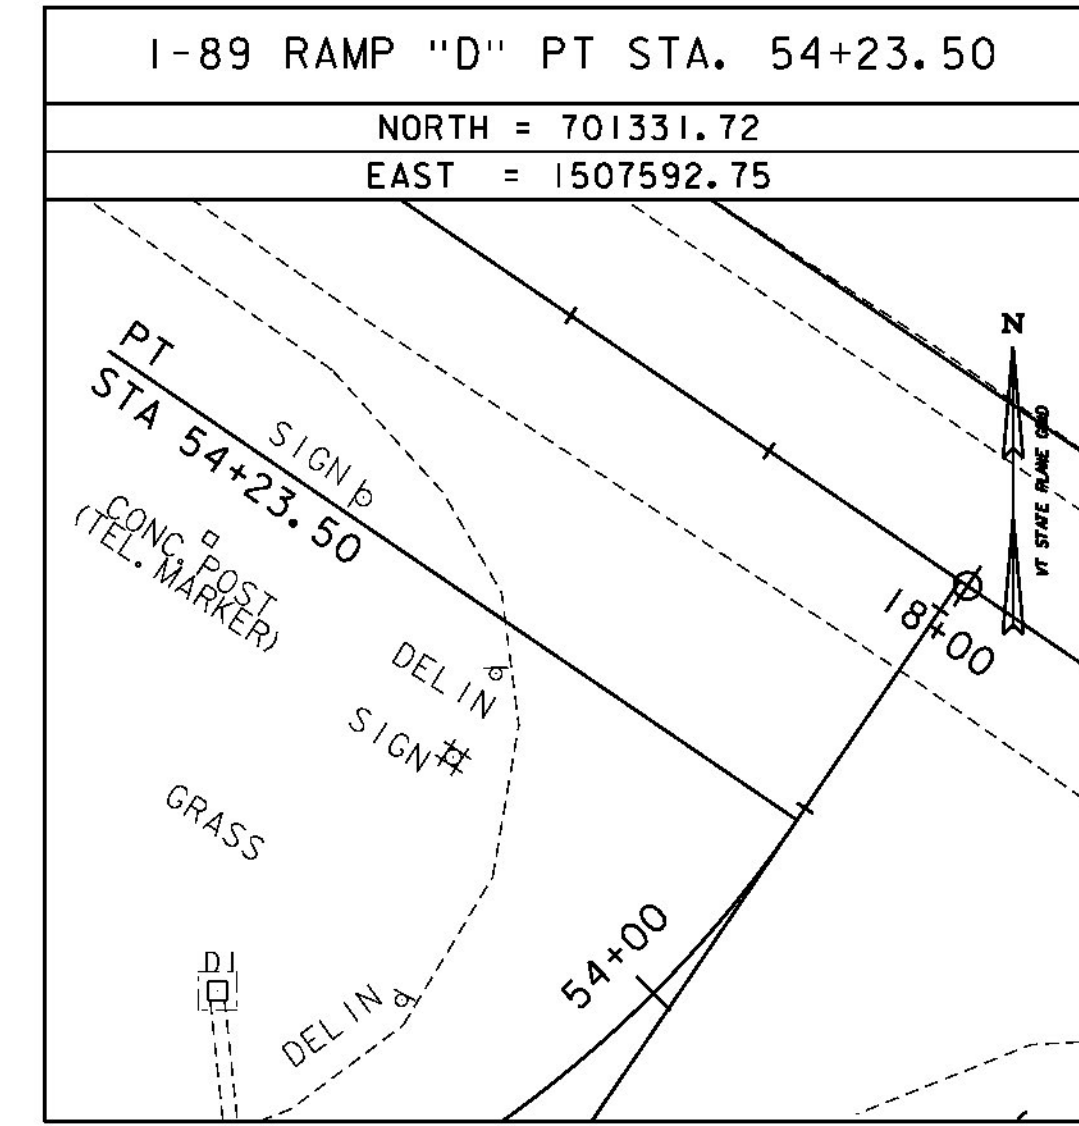 I-89 RAMP "D" PT STA. 54+23.50
NORTH = 701331.72
EAST = 1507592.75
N
VT STATE PLANE GRID
PT
STA 54+23.50
SIGN
CONC. POST
(TEL. MARKER)
18+00
DELIN
SIGN
GRASS
54+00
DI
DELIN